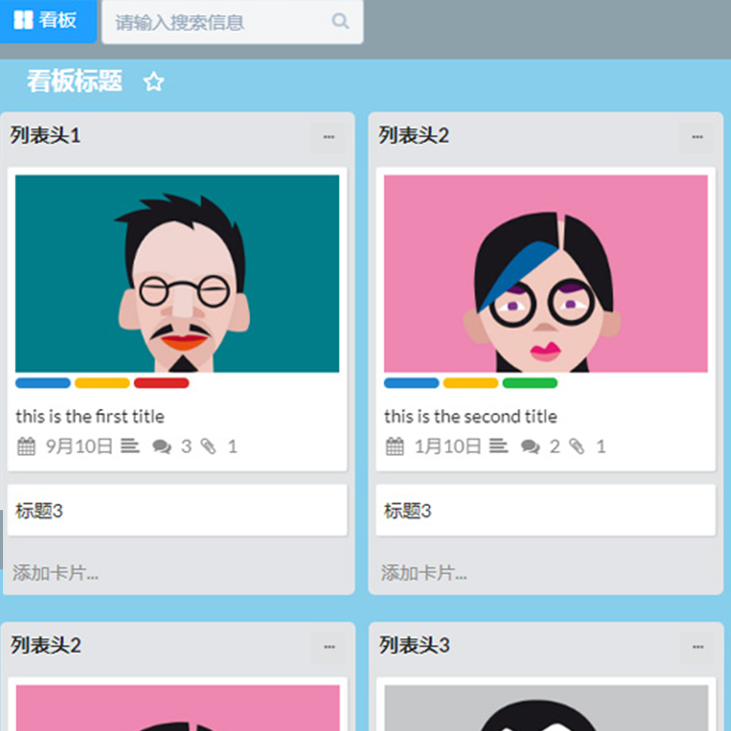 看板 请输入搜索信息
看板标题
列表头1 ...
列表头2 ...
this is the first title
9月10日 3 1
this is the second title
1月10日 2 1
标题3
标题3
添加卡片...
添加卡片...
列表头2 ...
列表头3 ...